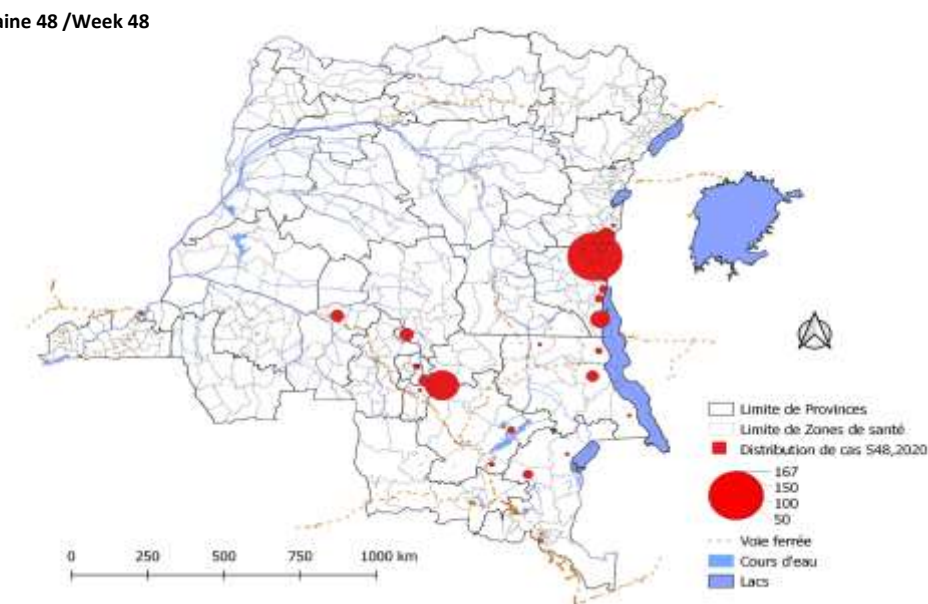 aine 48 /Week 48
Limite de Provinces
Limite de Zones de santé
Distribution de cas S48,2020
167
150
100
50
Voie ferrée
Cours d'eau
Lacs
0 250 500 750 1000 km